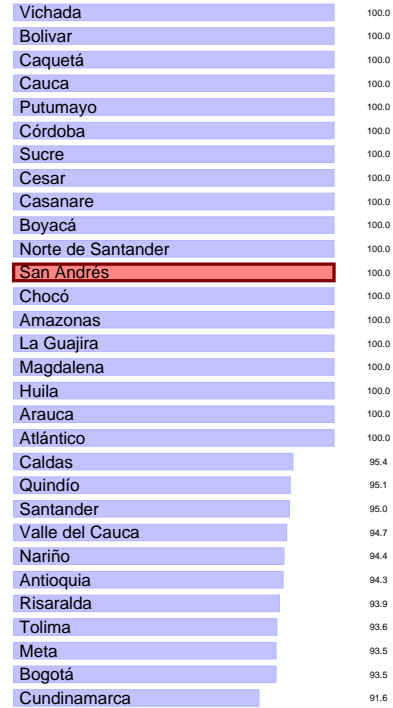 Vichada 100.0
Bolivar 100.0
Caquetá 100.0
Cauca 100.0
Putumayo 100.0
Córdoba 100.0
Sucre 100.0
Cesar 100.0
Casanare 100.0
Boyacá 100.0
Norte de Santander 100.0
San Andrés 100.0
Chocó 100.0
Amazonas 100.0
La Guajira 100.0
Magdalena 100.0
Huila 100.0
Arauca 100.0
Atlántico 100.0
Caldas 95.4
Quindío 95.1
Santander 95.0
Valle del Cauca 94.7
Nariño 94.4
Antioquia 94.3
Risaralda 93.9
Tolima 93.6
Meta 93.5
Bogotá 93.5
Cundinamarca 91.6